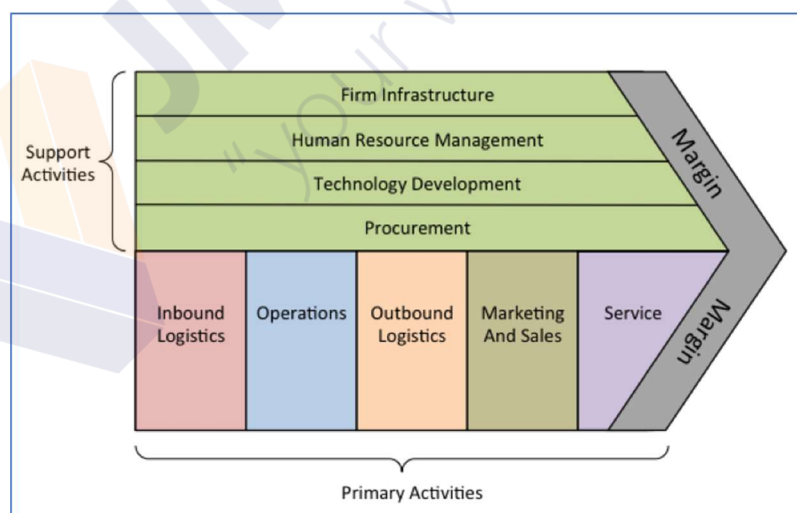 Firm Infrastructure
Human Resource Management
Technology Development
Procurement
Support
Activities
Margin
Inbound
Logistics
Operations
Outbound
Logistics
Marketing
And Sales
Service
Margin
Primary Activities
"your